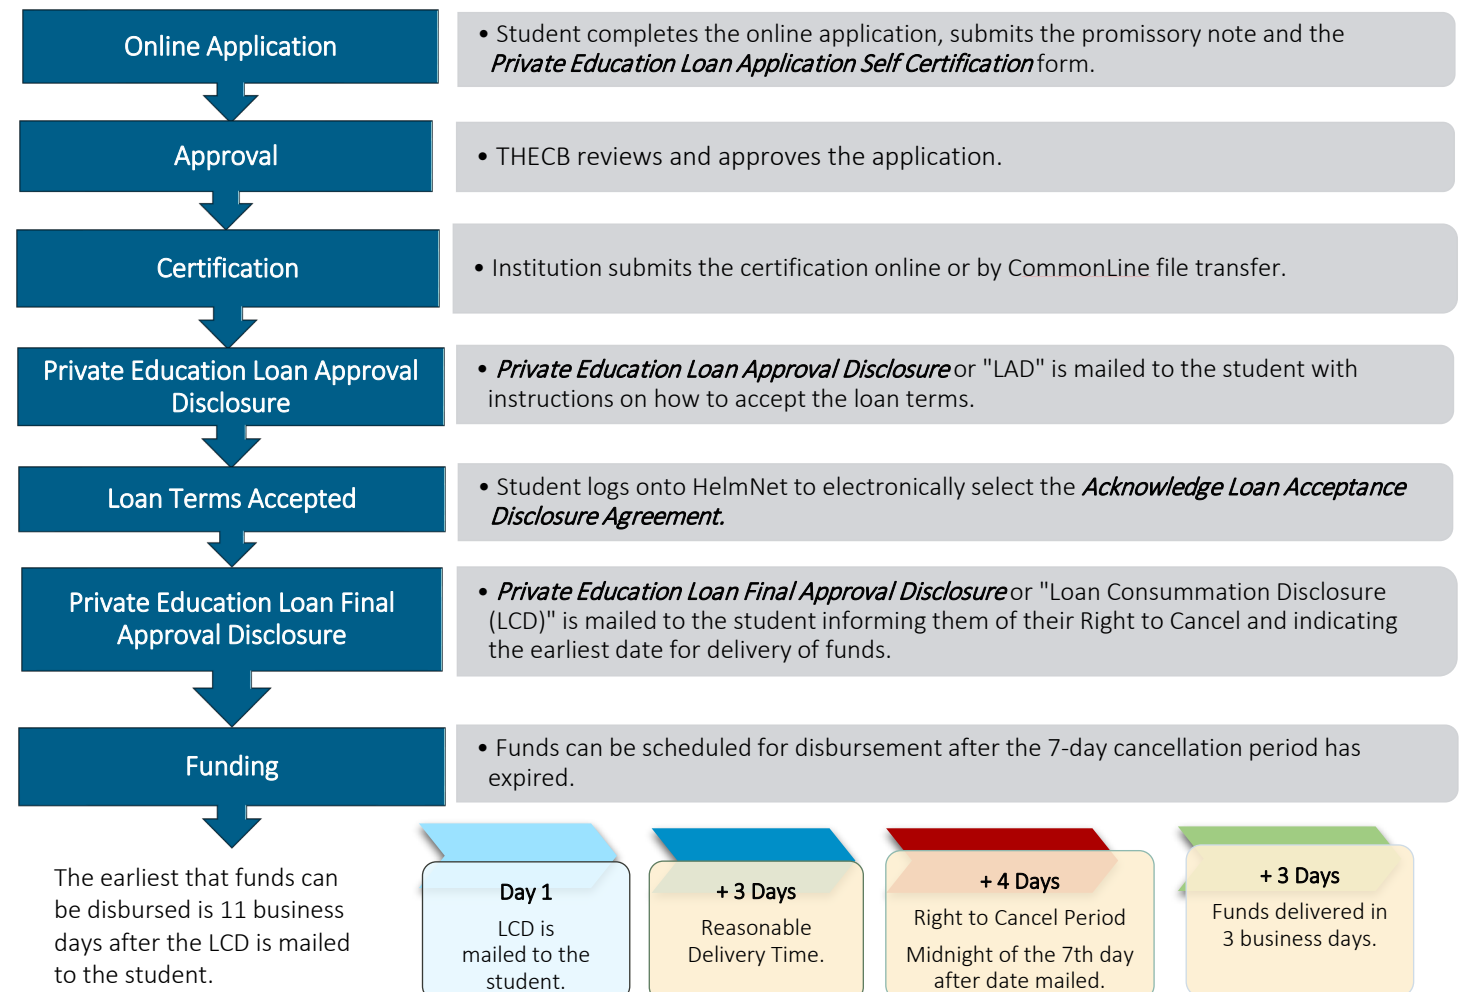 Online Application
• Student completes the online application, submits the promissory note and the
Private Education Loan Application Self Certification form.
Approval
• THECB reviews and approves the application.
Certification
• Institution submits the certification online or by CommonLine file transfer.
Private Education Loan Approval
Disclosure
• Private Education Loan Approval Disclosure or "LAD" is mailed to the student with
instructions on how to accept the loan terms.
Loan Terms Accepted
• Student logs onto HelmNet to electronically select the Acknowledge Loan Acceptance
Disclosure Agreement.
Private Education Loan Final
Approval Disclosure
• Private Education Loan Final Approval Disclosure or "Loan Consummation Disclosure
(LCD)" is mailed to the student informing them of their Right to Cancel and indicating
the earliest date for delivery of funds.
Funding
• Funds can be scheduled for disbursement after the 7-day cancellation period has
expired.
The earliest that funds can
be disbursed is 11 business
days after the LCD is mailed
to the student.
Day 1
LCD is
mailed to the
student.
+ 3 Days
Reasonable
Delivery Time.
+ 4 Days
Right to Cancel Period
Midnight of the 7th day
after date mailed.
+ 3 Days
Funds delivered in
3 business days.